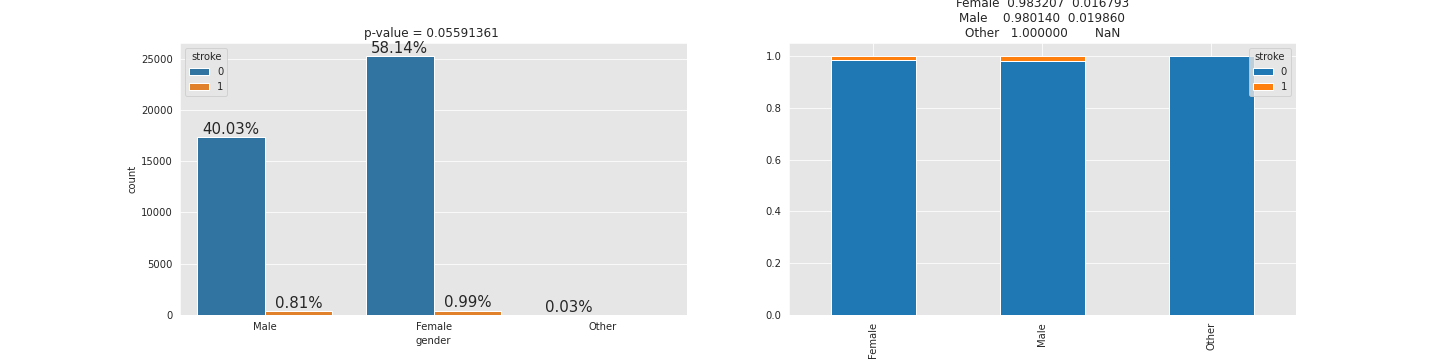 p-value = 0.05591361
58.14%
stroke
0
1
40.03%
0.81%
0.99%
0.03%
25000
20000
15000
10000
5000
0
count
Male Female Other
gender
Female 0.983207 0.016793
Male 0.980140 0.019860
Other 1.000000 NaN
stroke
0
1
1.0
0.8
0.6
0.4
0.2
0.0
Female Male Other